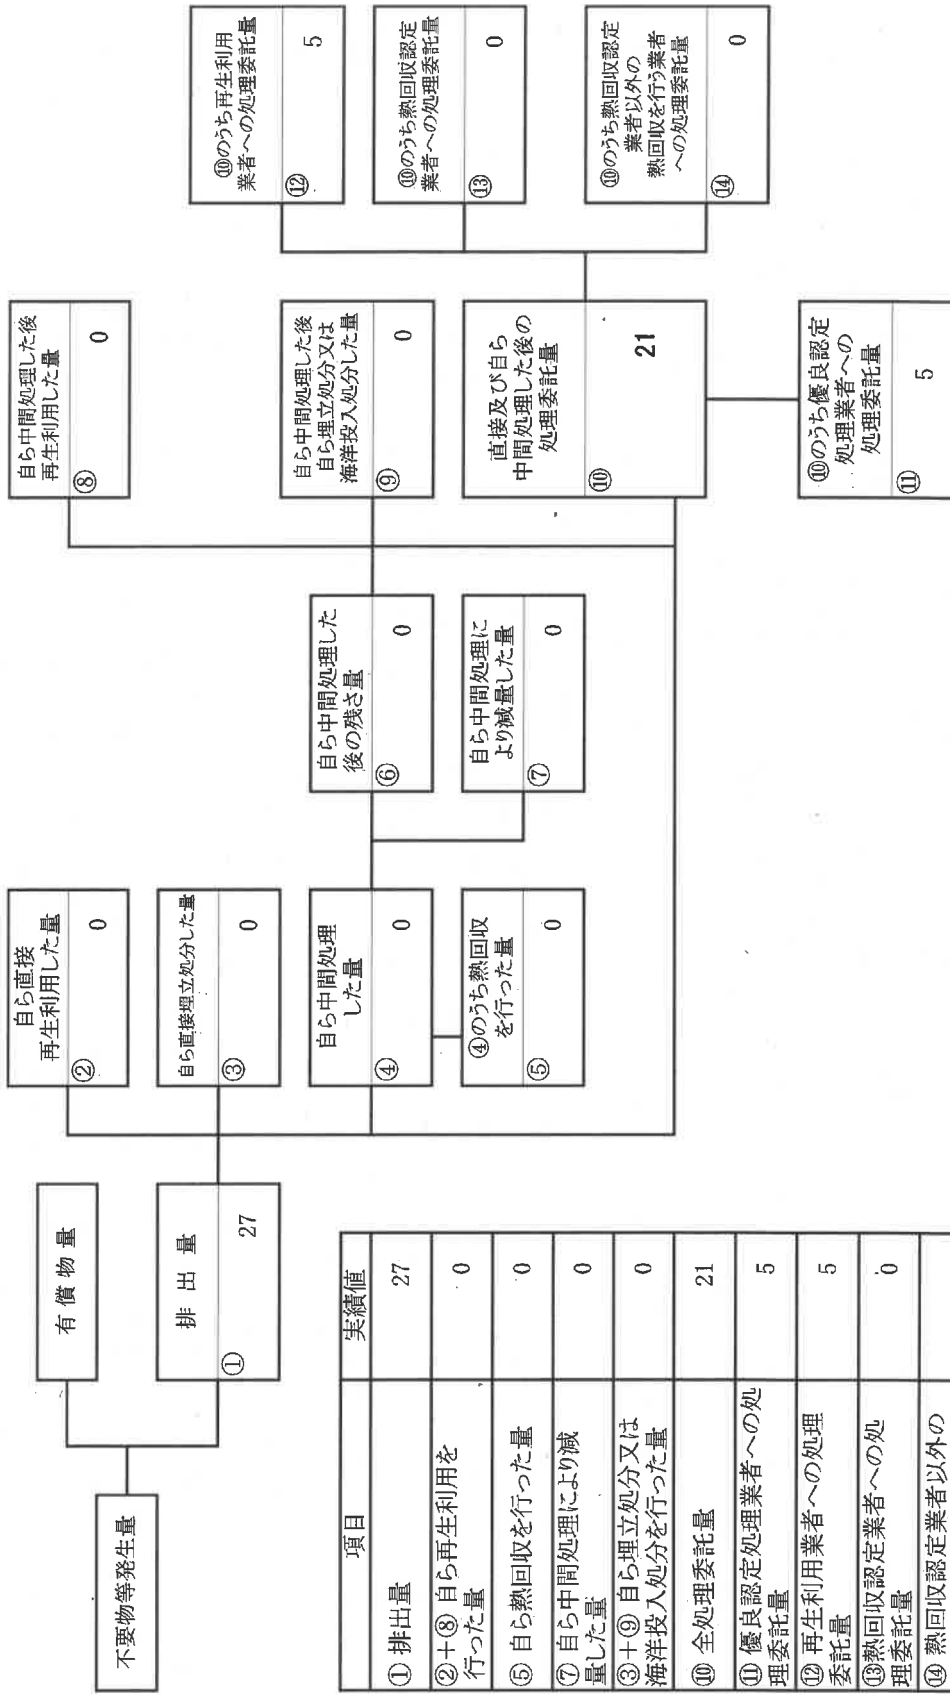 不要物等発生量
有償物量
排出量
①
27
自ら直接
再生利用した量
②
0
自ら直接埋立処分した量
③
0
自ら中間処理
した量
④
0
④のうち熱回収
を行った量
⑤
0
自ら中間処理した
後の残さ量
⑥
0
自ら中間処理に
より減量した量
⑦
0
自ら中間処理した後
再生利用した量
⑧
0
自ら中間処理した後
自ら埋立処分又は
海洋投入処分した量
⑨
0
直接及び自ら
中間処理した後の
処理委託量
⑩
21
⑩のうち優良認定
処理業者への
処理委託量
⑪
5
⑩のうち再生利用
業者への処理委託量
⑫
5
⑩のうち熱回収認定
業者への処理委託量
⑬
0
⑩のうち熱回収認定
業者以外の
熱回収を行う業者
への処理委託量
⑭
0
項目 実績値
①排出量 27
②+⑧ 自ら再生利用を
行った量 0
⑤ 自ら熱回収を行った量 0
⑦ 自ら中間処理により減
量した量 0
③+⑨ 自ら埋立処分又は
海洋投入処分を行った量 0
⑩ 全処理委託量 21
⑪ 優良認定処理業者への処
理委託量 5
⑫ 再生利用業者への処理
委託量 5
⑬熱回収認定業者への処
理委託量 0
⑭ 熱回収認定業者以外の